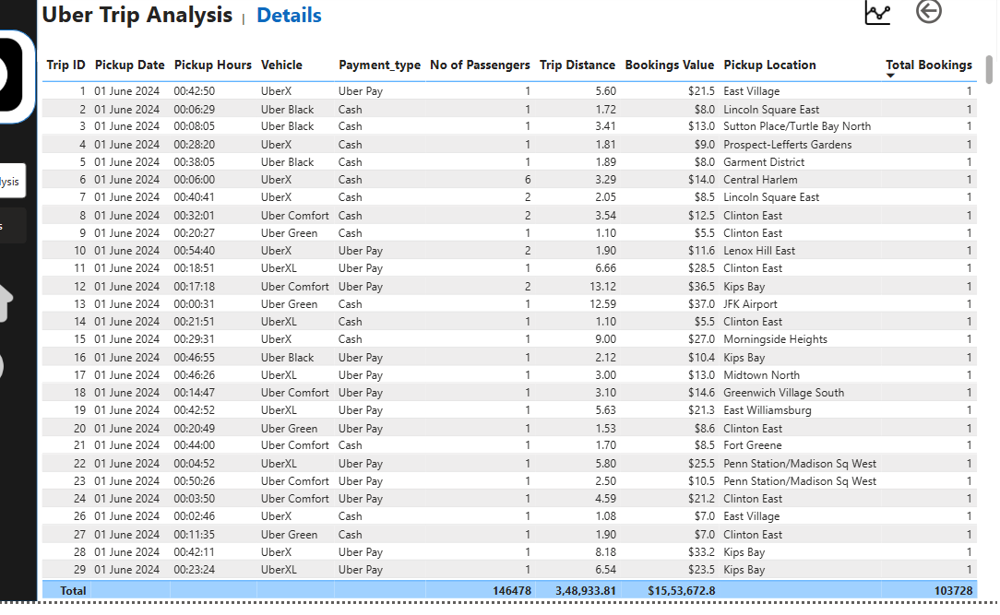 Uber Trip Analysis | Details
Trip ID Pickup Date Pickup Hours Vehicle Payment_type No of Passengers Trip Distance Bookings Value Pickup Location Total Bookings
1 01 June 2024 00:42:50 UberX Uber Pay 1 5.60 $21.5 East Village 1
2 01 June 2024 00:06:29 Uber Black Cash 1 1.72 $8.0 Lincoln Square East 1
3 01 June 2024 00:08:05 Uber Black Cash 1 3.41 $13.0 Sutton Place/Turtle Bay North 1
4 01 June 2024 00:28:20 UberX Cash 1 1.81 $9.0 Prospect-Lefferts Gardens 1
5 01 June 2024 00:38:05 Uber Black Cash 1 1.89 $8.0 Garment District 1
lysis
6 01 June 2024 00:06:00 UberX Cash 6 3.29 $14.0 Central Harlem 1
7 01 June 2024 00:40:41 UberX Cash 2 2.05 $8.5 Lincoln Square East 1
8 01 June 2024 00:32:01 Uber Comfort Cash 2 3.54 $12.5 Clinton East 1
s
9 01 June 2024 00:20:27 Uber Green Cash 1 1.10 $5.5 Clinton East 1
10 01 June 2024 00:54:40 UberX Uber Pay 2 1.90 $11.6 Lenox Hill East 1
11 01 June 2024 00:18:51 UberXL Uber Pay 1 6.66 $28.5 Clinton East 1
12 01 June 2024 00:17:18 Uber Comfort Uber Pay 2 13.12 $36.5 Kips Bay 1
13 01 June 2024 00:00:31 Uber Green Cash 1 12.59 $37.0 JFK Airport 1
14 01 June 2024 00:21:51 UberXL Cash 1 1.10 $5.5 Clinton East 1
15 01 June 2024 00:29:31 UberX Cash 1 9.00 $27.0 Morningside Heights 1
16 01 June 2024 00:46:55 Uber Black Uber Pay 1 2.12 $10.4 Kips Bay 1
17 01 June 2024 00:46:26 UberXL Uber Pay 1 3.00 $13.0 Midtown North 1
18 01 June 2024 00:14:47 Uber Comfort Uber Pay 1 3.10 $14.6 Greenwich Village South 1
19 01 June 2024 00:42:52 UberXL Uber Pay 1 5.63 $21.3 East Williamsburg 1
20 01 June 2024 00:20:49 Uber Green Uber Pay 1 1.53 $8.6 Clinton East 1
21 01 June 2024 00:44:00 Uber Comfort Cash 1 1.70 $8.5 Fort Greene 1
22 01 June 2024 00:04:52 UberXL Uber Pay 1 5.80 $25.5 Penn Station/Madison Sq West 1
23 01 June 2024 00:50:26 Uber Comfort Uber Pay 1 2.50 $10.5 Penn Station/Madison Sq West 1
24 01 June 2024 00:03:50 Uber Comfort Uber Pay 1 4.59 $21.2 Clinton East 1
26 01 June 2024 00:02:46 UberX Cash 1 1.08 $7.0 East Village 1
27 01 June 2024 00:11:35 Uber Green Cash 1 1.90 $7.0 Clinton East 1
28 01 June 2024 00:42:11 UberX Uber Pay 1 8.18 $33.2 Kips Bay 1
29 01 June 2024 00:23:24 UberXL Uber Pay 1 6.54 $23.5 Kips Bay 1
Total 146478 3,48,933.81 $15,53,672.8 103728